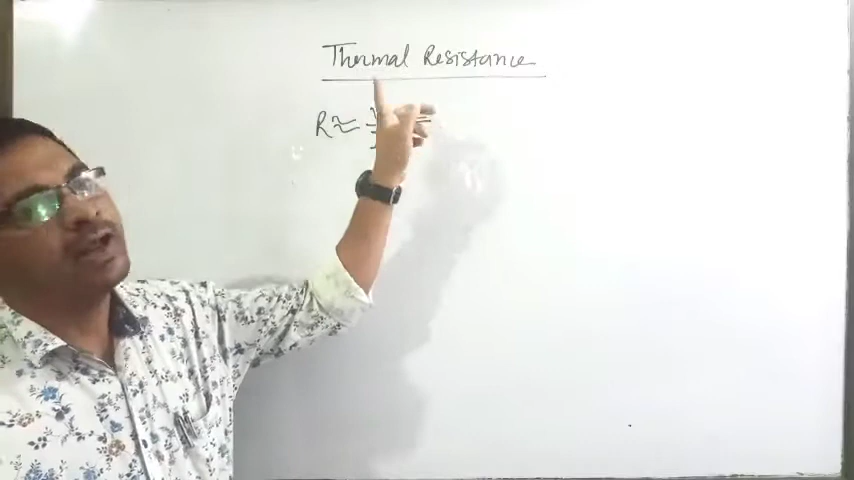 Thermal Resistance
R ≈ =